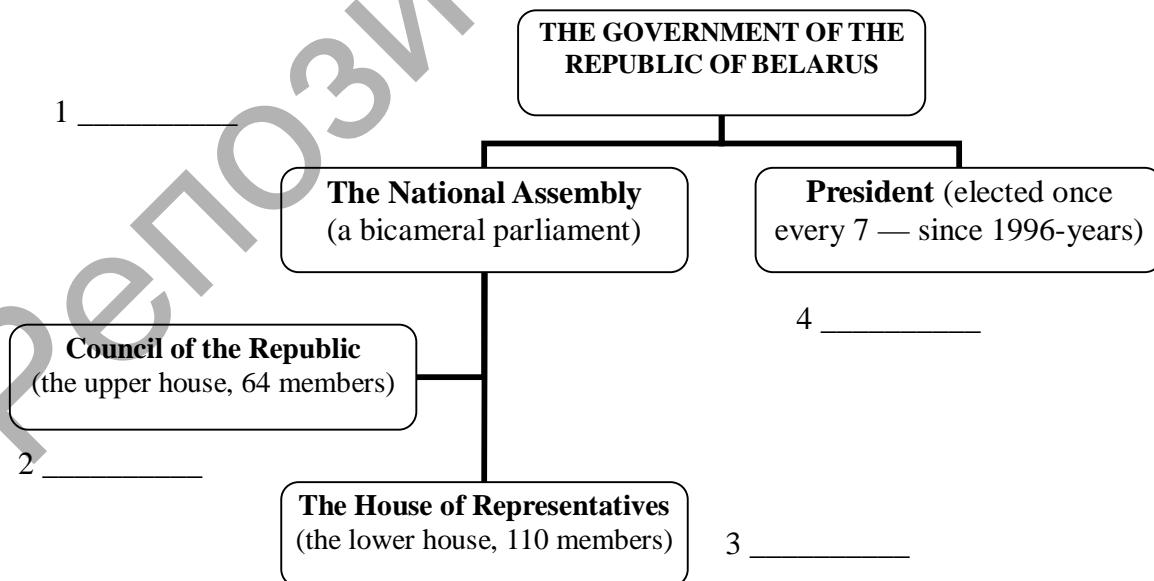 THE GOVERNMENT OF THE
REPUBLIC OF BELARUS
1 __________
The National Assembly
(a bicameral parliament)
President (elected once
every 7 — since 1996-years)
4 __________
Council of the Republic
(the upper house, 64 members)
2 __________
The House of Representatives
(the lower house, 110 members)
3 __________
Репози